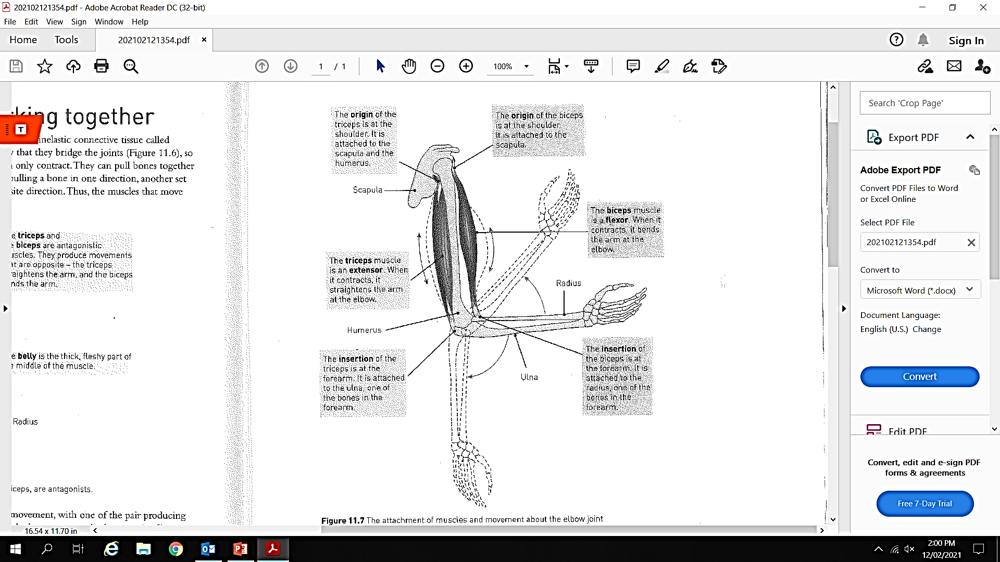 202102121354.pdf - Adobe Acrobat Reader DC (32-bit)
File Edit View Sign Window Help
Home Tools 202102121354.pdf Sign In
1 / 1 100%
king together
T
inelastic connective tissue called
that they bridge the joints (Figure 11.6), so
only contract. They can pull bones together
pulling a bone in one direction, another set
site direction. Thus, the muscles that move
e triceps and
e biceps are antagonistic
uscles. They produce movements
at are opposite – the triceps
raightens the arm, and the biceps
nds the arm.
e belly is the thick, fleshy part of
e middle of the muscle.
Radius
iceps, are antagonists.
movement, with one of the pair producing
16.54 x 11.70 in
The origin of the
triceps is at the
shoulder. It is
attached to the
scapula and the
humerus.
The origin of the biceps
is at the shoulder.
It is attached to the
scapula.
Scapula
The biceps muscle
is a flexor. When it
contracts, it bends
the arm at the
elbow.
The triceps muscle
is an extensor. When
it contracts, it
straightens the arm
at the elbow.
Radius
Humerus
The insertion of the
triceps is at the
forearm. It is attached
to the ulna, one of
the bones in the
forearm.
Ulna
The insertion of
the biceps is at
the forearm. It is
attached to the
radius, one of the
bones in the
forearm.
Figure 11.7 The attachment of muscles and movement about the elbow joint
Search 'Crop Page'
Export PDF
Adobe Export PDF
Convert PDF Files to Word
or Excel Online
Select PDF File
202102121354.pdf
Convert to
Microsoft Word (*.docx)
Document Language:
English (U.S.) Change
Convert
Edit PDF
Convert, edit and e-sign PDF
forms & agreements
Free 7-Day Trial
2:00 PM
12/02/2021